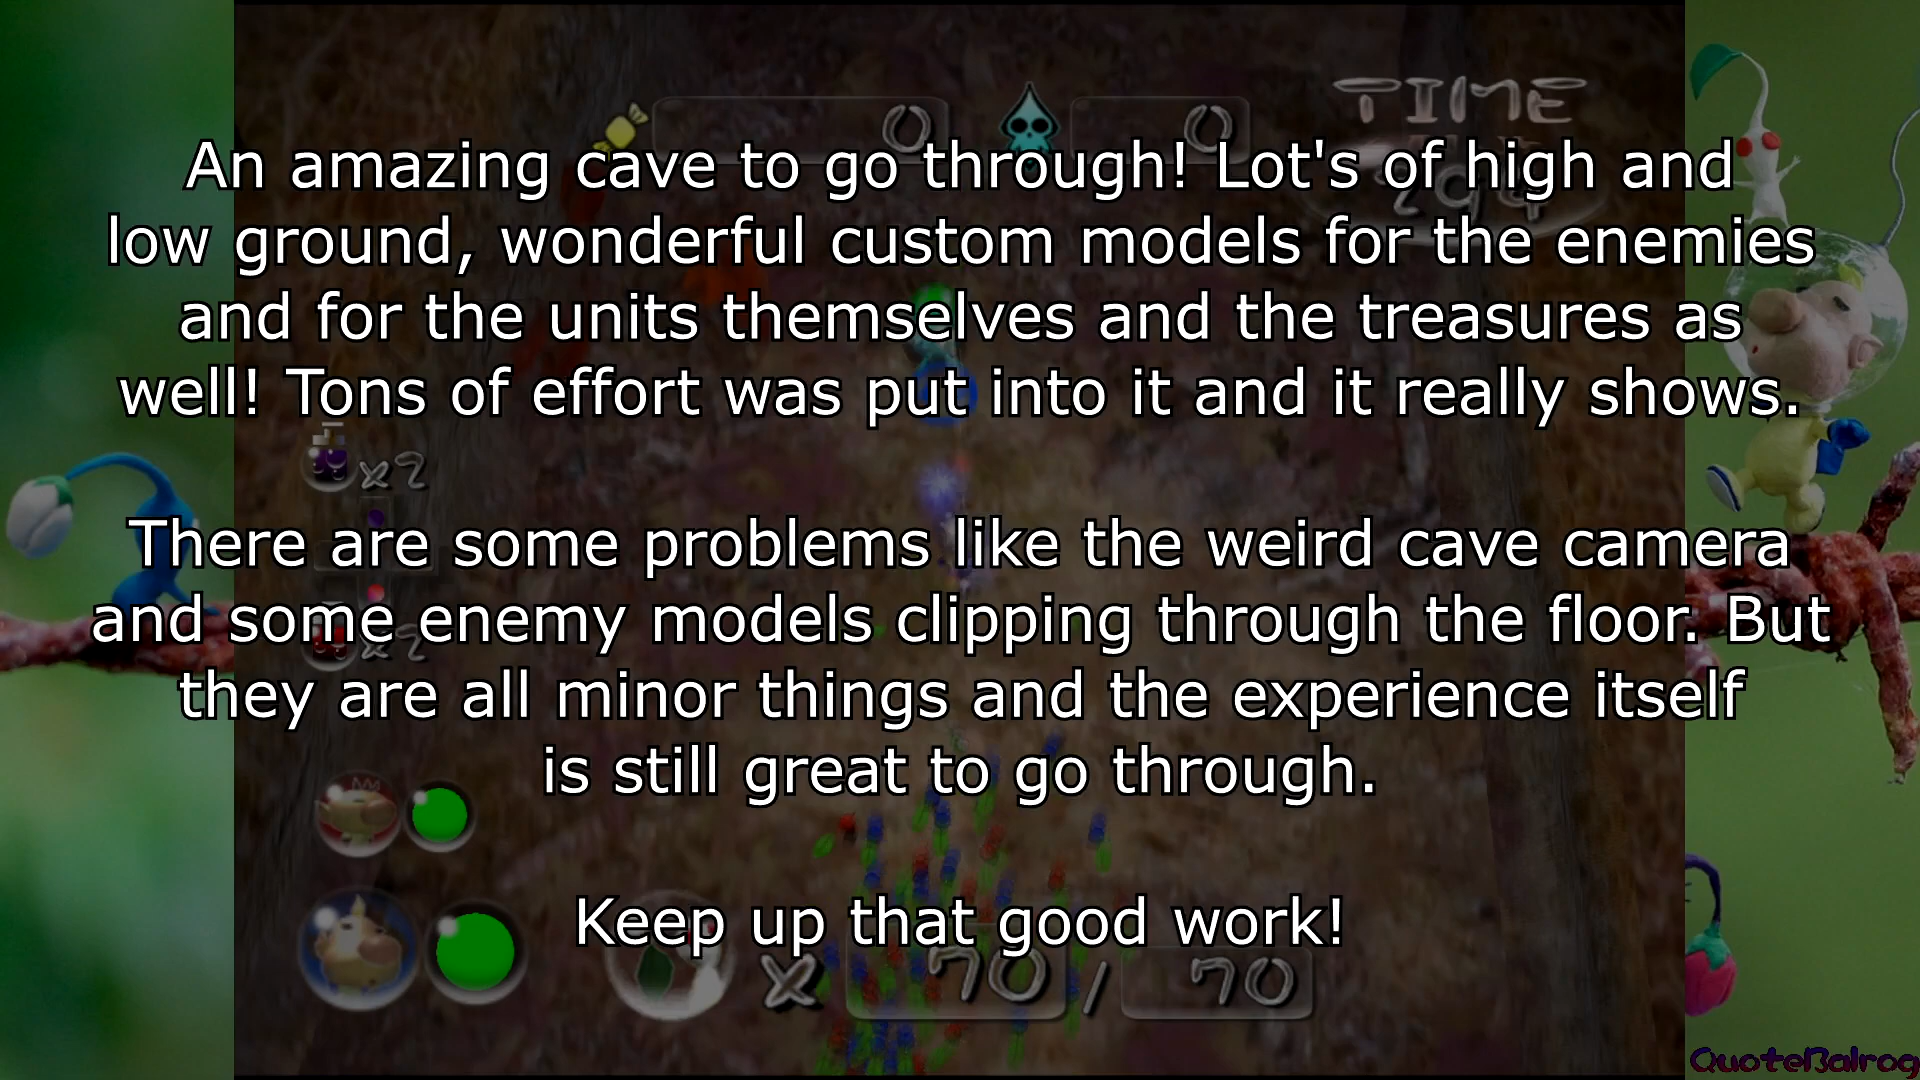 TIME
0
0
294
An amazing cave to go through! Lot's of high and
low ground, wonderful custom models for the enemies
and for the units themselves and the treasures as
well! Tons of effort was put into it and it really shows.
x2
There are some problems like the weird cave camera
and some enemy models clipping through the floor. But
x2
they are all minor things and the experience itself
is still great to go through.
Keep up that good work!
x 70 / 70
QuoteBalrog